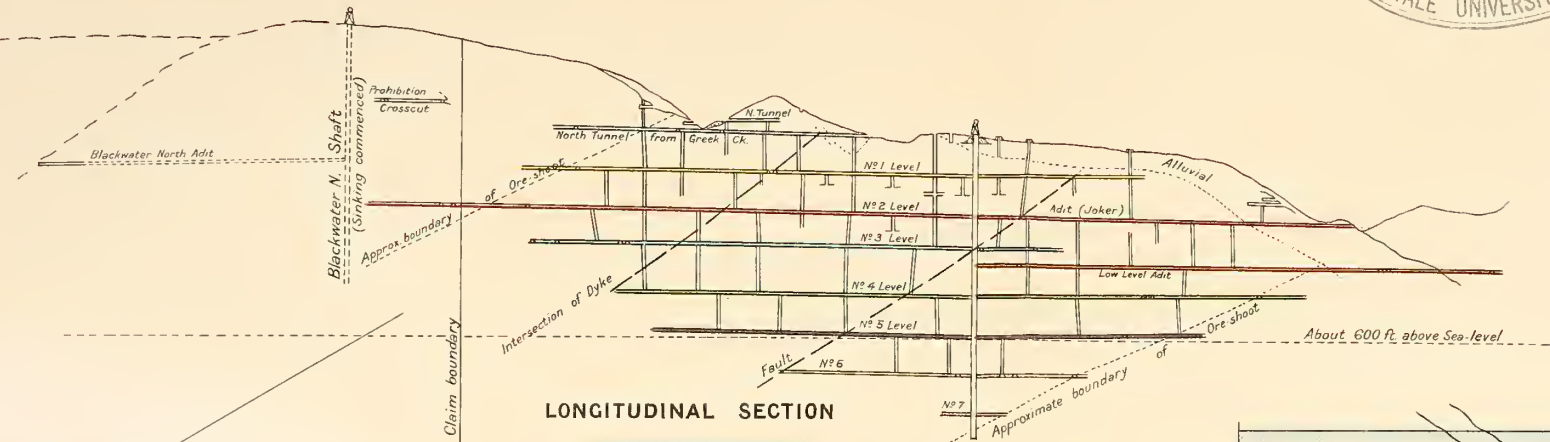 YALE UNIVERSI
Blackwater North Adit
Blackwater N. Shaft
(Sinking commenced)
Prohibition
Crosscut
Claim boundary
Approx. boundary of Ore-shoot
North Tunnel from Greek Ck.
N. Tunnel
Nº 1 Level
Nº 2 Level
Adit (Joker)
Nº 3 Level
Low Level Adit
Nº 4 Level
Nº 5 Level
Nº 6
Nº 7
Alluvial
Intersection of Dyke
Fault
Approximate boundary of Ore-shoot
About 600 ft. above Sea-level
LONGITUDINAL SECTION